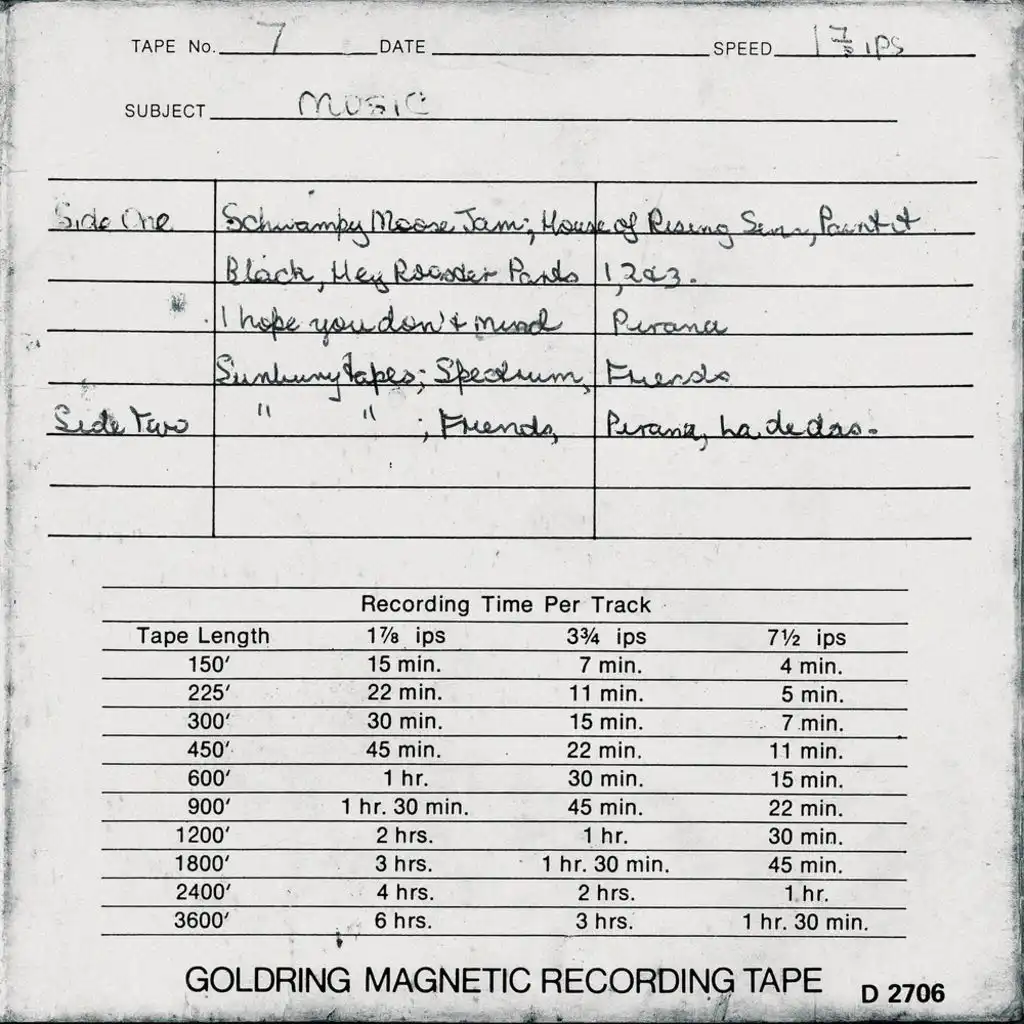 TAPE No. 7 DATE SPEED 1 7/8 IPS
SUBJECT MUSIC
Side One Schwampy Moose Jam; House of Rising Sun, Paint it
Black, Hey Rooster Parts 1, 2 & 3.
I hope you don't mind Pirana
Sunbury tapes; Spectrum, Friends
Side Two " " ; Friends, Pirana, La de das.
Recording Time Per Track
Tape Length 1⅞ ips 3¾ ips 7½ ips
150′ 15 min. 7 min. 4 min.
225′ 22 min. 11 min. 5 min.
300′ 30 min. 15 min. 7 min.
450′ 45 min. 22 min. 11 min.
600′ 1 hr. 30 min. 15 min.
900′ 1 hr. 30 min. 45 min. 22 min.
1200′ 2 hrs. 1 hr. 30 min.
1800′ 3 hrs. 1 hr. 30 min. 45 min.
2400′ 4 hrs. 2 hrs. 1 hr.
3600′ 6 hrs. 3 hrs. 1 hr. 30 min.
GOLDRING MAGNETIC RECORDING TAPE D 2706